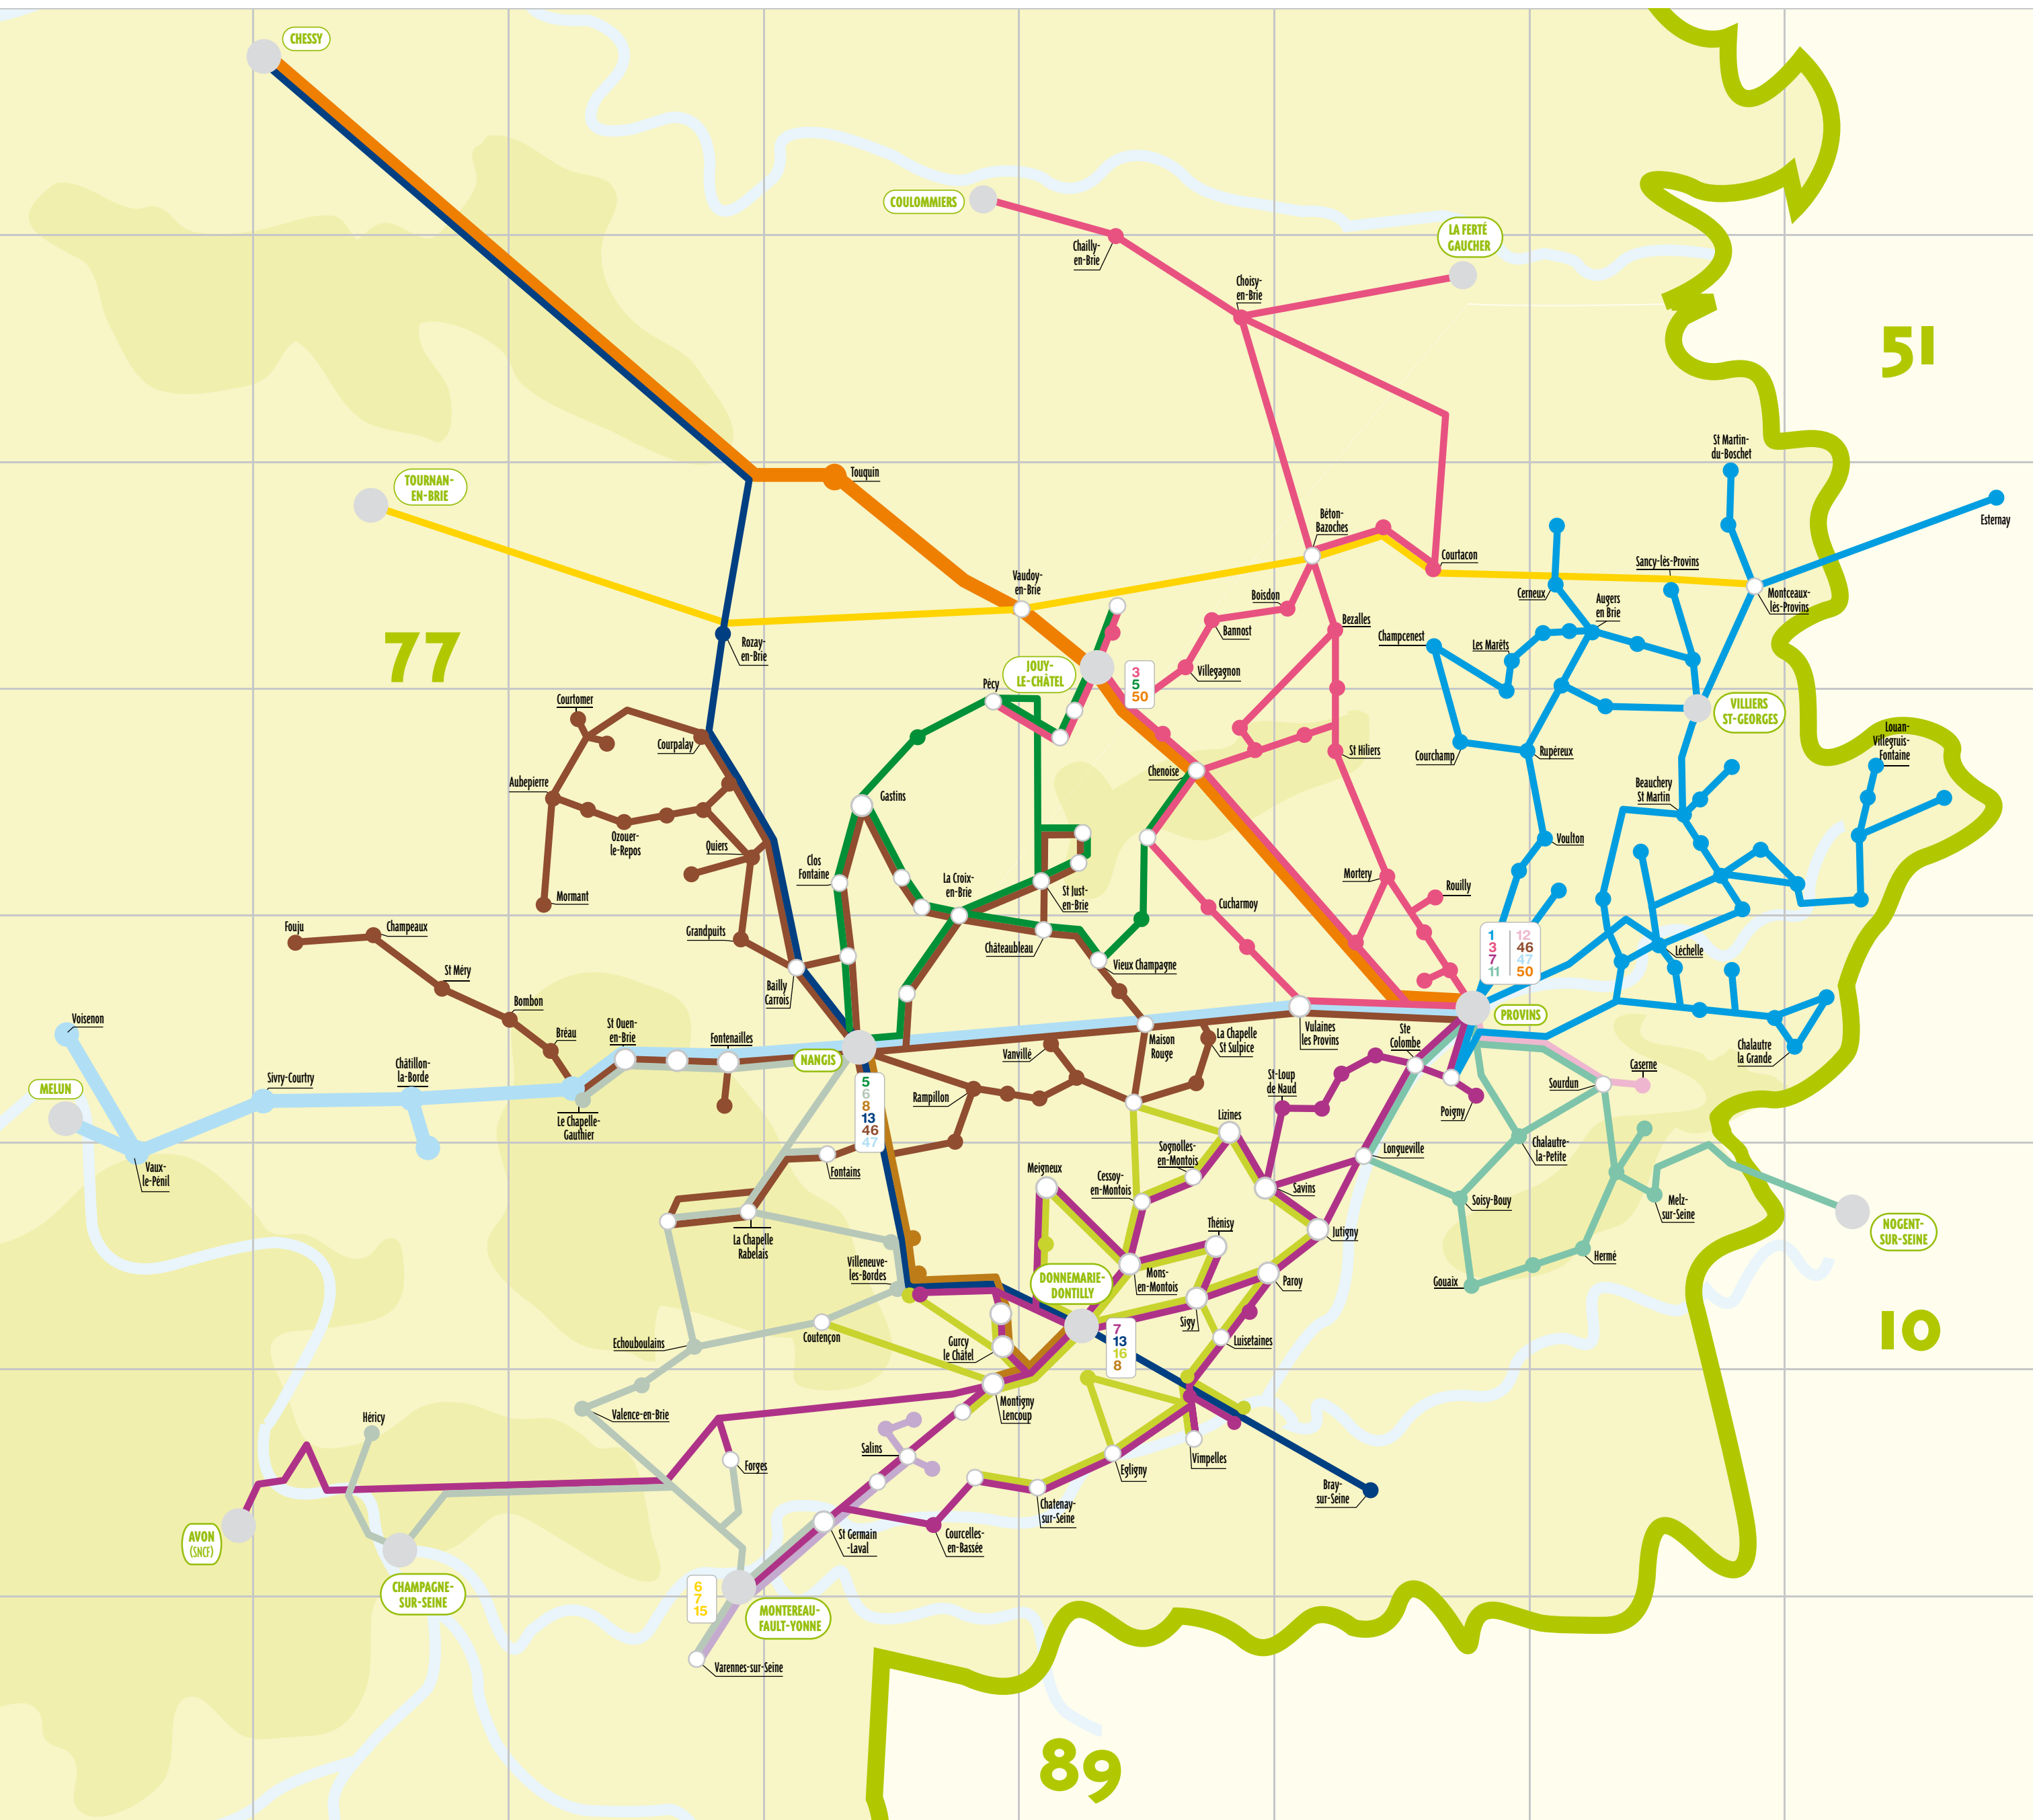 CHESSY
COULOMMIERS
LA FERTÉ
GAUCHER
Chailly-
en-Brie
Choisy-
en-Brie
51
St Martin-
du-Boschet
Esternay
TOURNAN-
EN-BRIE
Touquin
Béton-
Bazoches
Courtacon
Sancy-lès-Provins
Cerneux
Augers
en Brie
Montceaux-
lès-Provins
Vaudoy-
en-Brie
Boisdon
Bannost
Bezalles
Champcenest
Les Marêts
77
Rozay-
en-Brie
JOUY-
LE-CHÂTEL
3
5
50
Villegagnon
Pécy
VILLIERS
ST-GEORGES
Courtomer
Courpalay
St Hiliers
Courchamp
Rupéreux
Louan-
Villegruis-
Fontaine
Aubepierre
Chenoise
Beauchery
St Martin
Gastins
Ozouer-
le-Repos
Quiers
Clos
Fontaine
Voulton
La Croix-
en-Brie
St Just-
en-Brie
Mortery
Rouilly
Mormant
Cucharmoy
Fouju
Champeaux
Grandpuits
Châteaubleau
Vieux Champagne
1
3
7
11
12
46
47
50
Léchelle
St Méry
Bailly
Carrois
Bombon
PROVINS
Voisenon
Bréau
St Ouen-
en-Brie
Fontenailles
NANGIS
Vanvillé
Maison
Rouge
La Chapelle
St Sulpice
Vulaines
les Provins
Ste
Colombe
Chalautre
la Grande
MELUN
Sivry-Courtry
Châtillon-
la-Borde
5
6
8
13
46
47
Rampillon
St-Loup
de Naud
Poigny
Sourdun
Caserne
Le Chapelle-
Gauthier
Lizines
Vaux-
le-Pénil
Fontains
Sognolles-
en-Montois
Longueville
Chalautre-
la-Petite
Meigneux
Cessoy-
en-Montois
Savins
Soisy-Bouy
Melz-
sur-Seine
NOGENT-
SUR-SEINE
La Chapelle
Rabelais
Thénisy
Jutigny
Hermé
Villeneuve-
les-Bordes
DONNEMARIE-
DONTILLY
Mons-
en-Montois
Paroy
Gouaix
Sigy
Echouboulains
Coutençon
Gurcy
le Châtel
7
13
16
8
Luisetaines
10
Valence-en-Brie
Montigny
Lencoup
Héricy
Salins
Forges
Egligny
Vimpelles
Bray-
sur-Seine
Chatenay-
sur-Seine
AVON
(SNCF)
St Germain
-Laval
Courcelles-
en-Bassée
CHAMPAGNE-
SUR-SEINE
6
7
15
MONTEREAU-
FAULT-YONNE
Varennes-sur-Seine
89